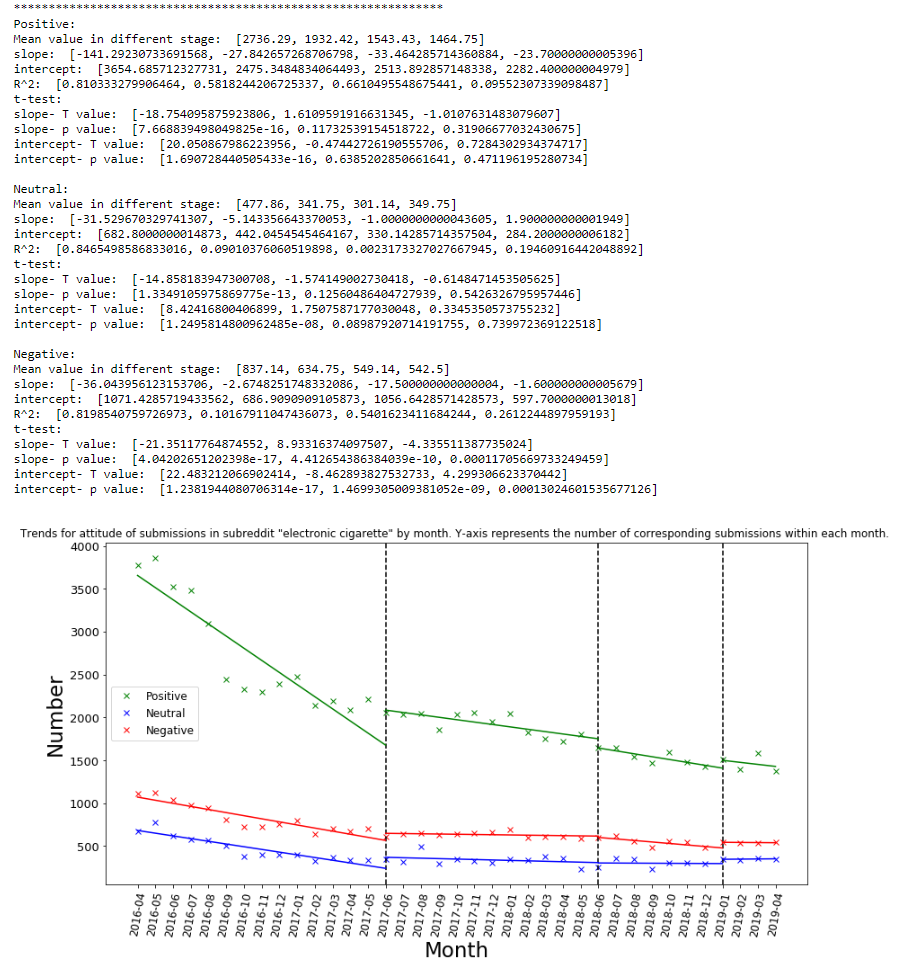 *************************************************************
Positive:
Mean value in different stage:  [2736.29, 1932.42, 1543.43, 1464.75]
slope:  [-141.29230733691568, -27.842657268706798, -33.464285714360884, -23.70000000005396]
intercept:  [3654.685712327731, 2475.3484834064493, 2513.892857148338, 2282.400000004979]
R^2:  [0.810333279906464, 0.5818244206725337, 0.6610495548675441, 0.09552307339098487]
t-test:
slope- T value:  [-18.754095875923806, 1.6109591916631345, -1.0107631483079607]
slope- p value:  [7.668839498049825e-16, 0.11732539154518722, 0.31906677032430675]
intercept- T value:  [20.050867986223956, -0.4744272619055706, 0.7284302934374717]
intercept- p value:  [1.690728440505433e-16, 0.6385202850661641, 0.471196195280734]
Neutral:
Mean value in different stage:  [477.86, 341.75, 301.14, 349.75]
slope:  [-31.529670329741307, -5.143356643370053, -1.0000000000043605, 1.900000000001949]
intercept:  [682.8000000014873, 442.0454545464167, 330.14285714357504, 284.2000000006182]
R^2:  [0.8465498586833016, 0.09010376060519898, 0.0023173327027667945, 0.19460916442048892]
t-test:
slope- T value:  [-14.858183947300708, -1.574149002730418, -0.6148471453505625]
slope- p value:  [1.3349105975869775e-13, 0.12560486404727939, 0.5426326795957446]
intercept- T value:  [8.42416800406899, 1.7507587177030048, 0.3345350573755232]
intercept- p value:  [1.2495814800962485e-08, 0.08987920714191755, 0.739972369122518]
Negative:
Mean value in different stage:  [837.14, 634.75, 549.14, 542.5]
slope:  [-36.043956123153706, -2.6748251748332086, -17.500000000000004, -1.600000000005679]
intercept:  [1071.4285719433562, 686.9090909105873, 1056.6428571428573, 597.7000000013018]
R^2:  [0.8198540759726973, 0.10167911047436073, 0.5401623411684244, 0.2612244897959193]
t-test:
slope- T value:  [-21.35117764874552, 8.93316374097507, -4.335511387735024]
slope- p value:  [4.04202651202398e-17, 4.412654386384039e-10, 0.00011705669733249459]
intercept- T value:  [22.483212066902414, -8.462893827532733, 4.299306623370442]
intercept- p value:  [1.2381944080706314e-17, 1.4699305009381052e-09, 0.00013024601535677126]
Trends for attitude of submissions in subreddit "electronic cigarette" by month. Y-axis represents the number of corresponding submissions within each month.
4000
3500
3000
2500
2000
1500
1000
500
Number
Positive
Neutral
Negative
2016-04
2016-05
2016-06
2016-07
2016-08
2016-09
2016-10
2016-11
2016-12
2017-01
2017-02
2017-03
2017-04
2017-05
2017-06
2017-07
2017-08
2017-09
2017-10
2017-11
2017-12
2018-01
2018-02
2018-03
2018-04
2018-05
2018-06
2018-07
2018-08
2018-09
2018-10
2018-11
2018-12
2019-01
2019-02
2019-03
2019-04
Month